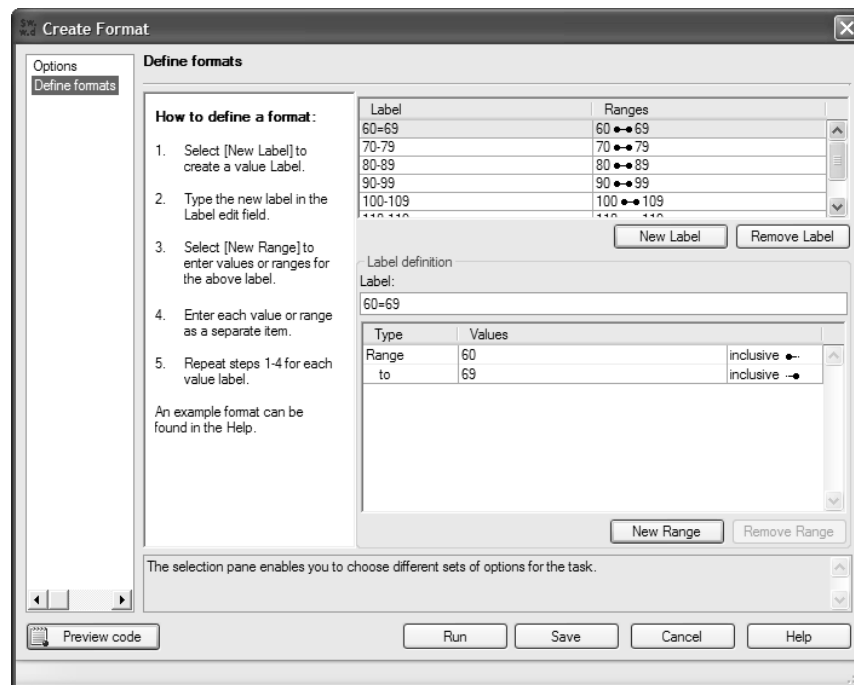 Create Format
Options
Define formats
Define formats
How to define a format:
1. Select [New Label] to
create a value Label.
2. Type the new label in the
Label edit field.
3. Select [New Range] to
enter values or ranges for
the above label.
4. Enter each value or range
as a separate item.
5. Repeat steps 1-4 for each
value label.
An example format can be
found in the Help.
Label Ranges
60=69 60 69
70-79 70 79
80-89 80 89
90-99 90 99
100-109 100 109
New Label Remove Label
Label definition
Label:
60=69
Type Values
Range 60 inclusive
to 69 inclusive
New Range Remove Range
The selection pane enables you to choose different sets of options for the task.
Preview code Run Save Cancel Help